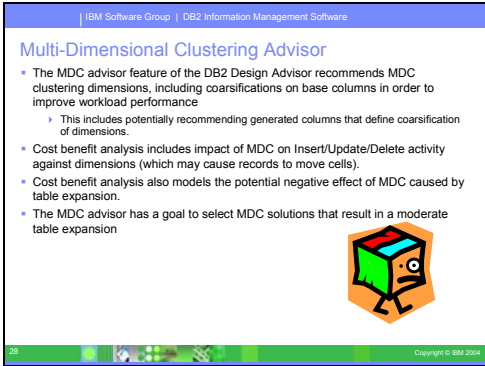 IBM Software Group | DB2 Information Management Software
Multi-Dimensional Clustering Advisor
▪ The MDC advisor feature of the DB2 Design Advisor recommends MDC
clustering dimensions, including coarsifications on base columns in order to
improve workload performance
This includes potentially recommending generated columns that define coarsification
of dimensions.
▪ Cost benefit analysis includes impact of MDC on Insert/Update/Delete activity
against dimensions (which may cause records to move cells).
▪ Cost benefit analysis also models the potential negative effect of MDC caused by
table expansion.
▪ The MDC advisor has a goal to select MDC solutions that result in a moderate
table expansion
28
Copyright © IBM 2004